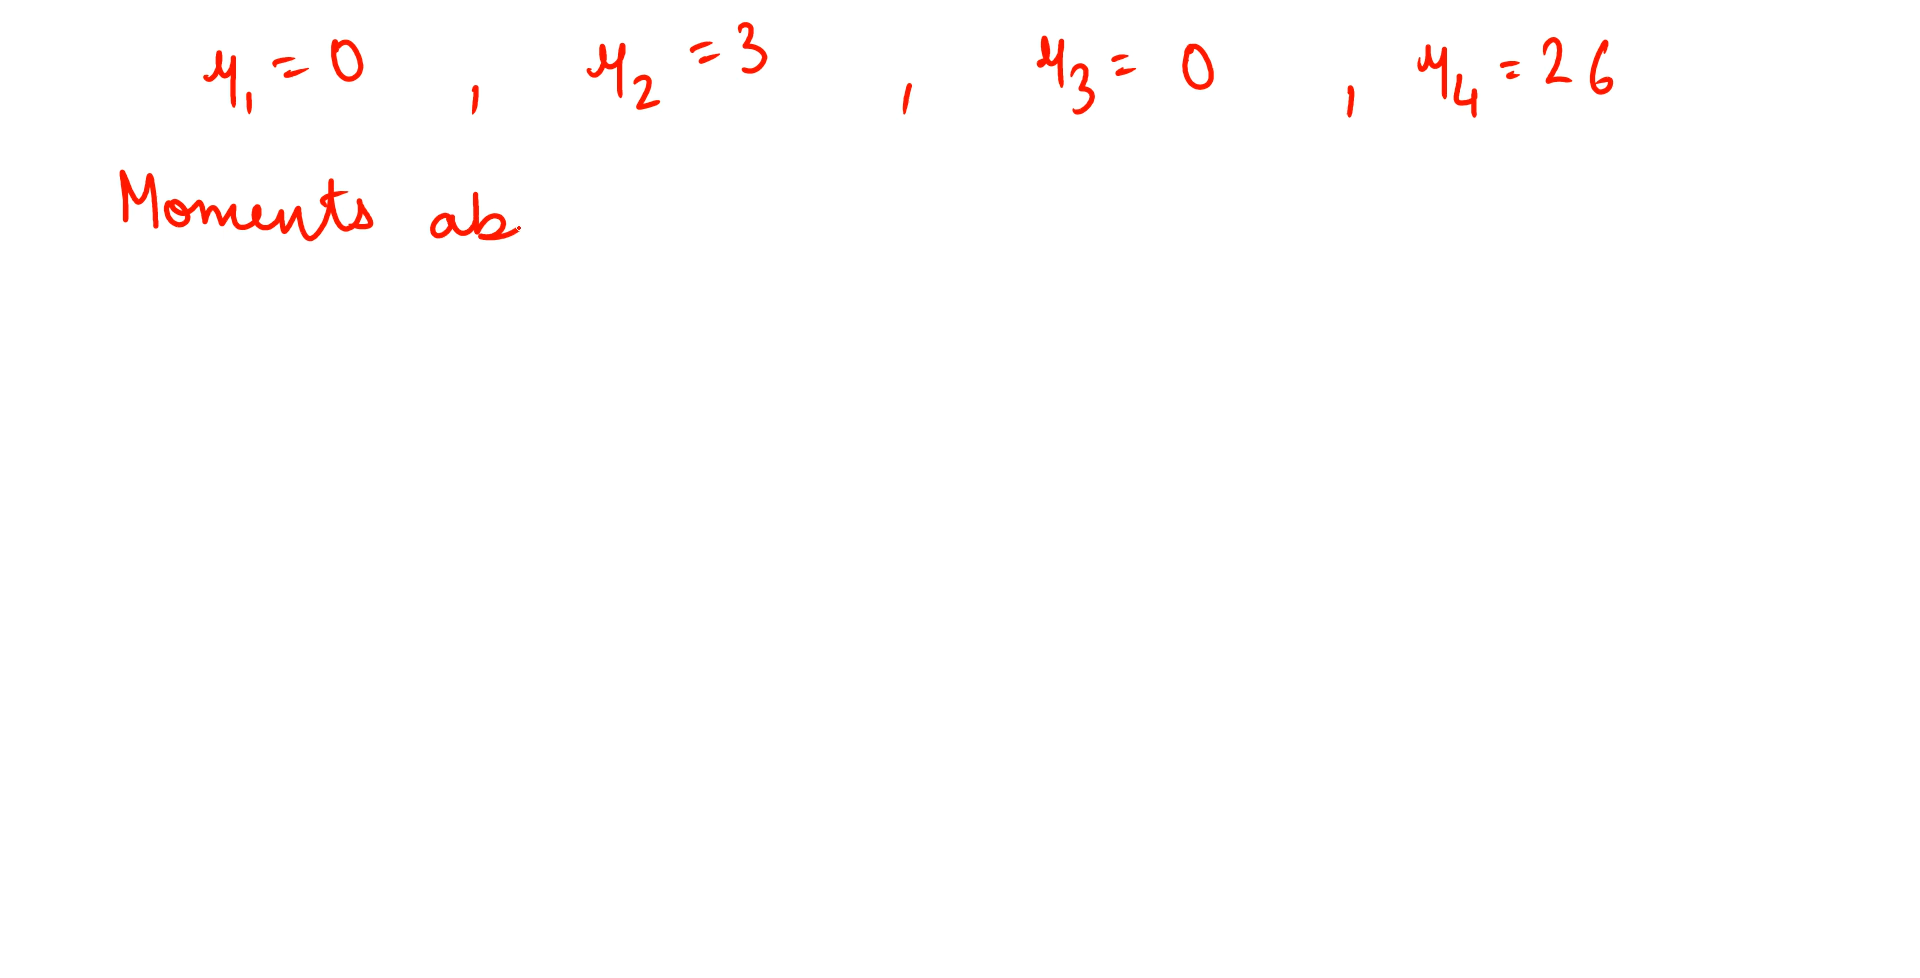 μ₁ = 0 , μ₂ = 3 , μ₃ = 0 , μ₄ = 26
Moments ab